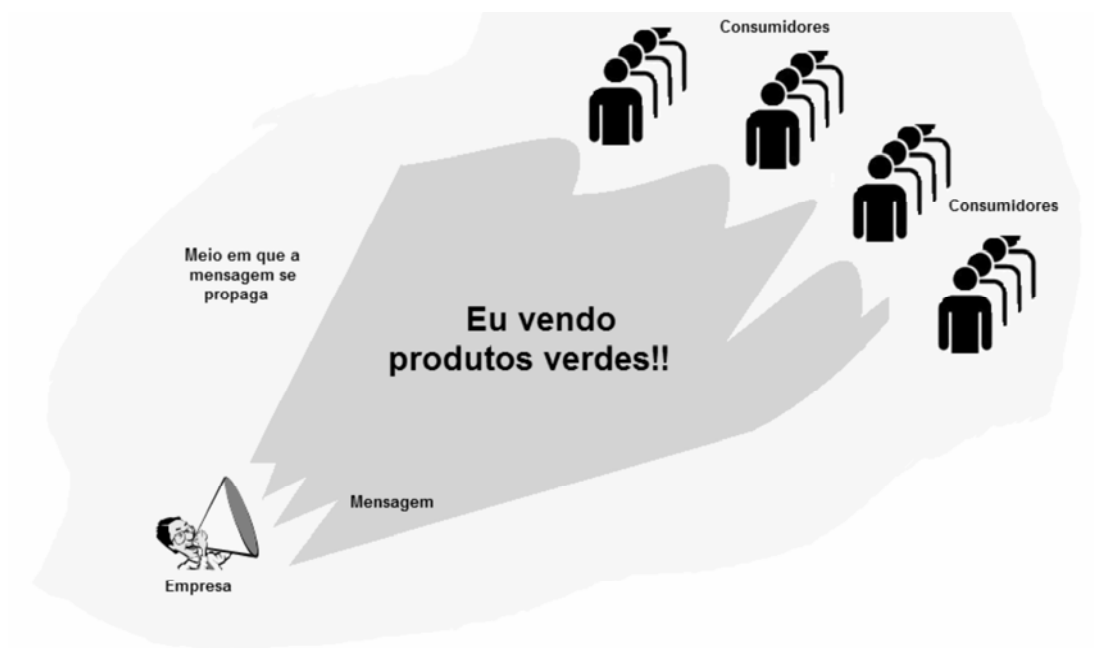 Consumidores
Consumidores
Meio em que a
mensagem se
propaga
Eu vendo
produtos verdes!!
Mensagem
Empresa